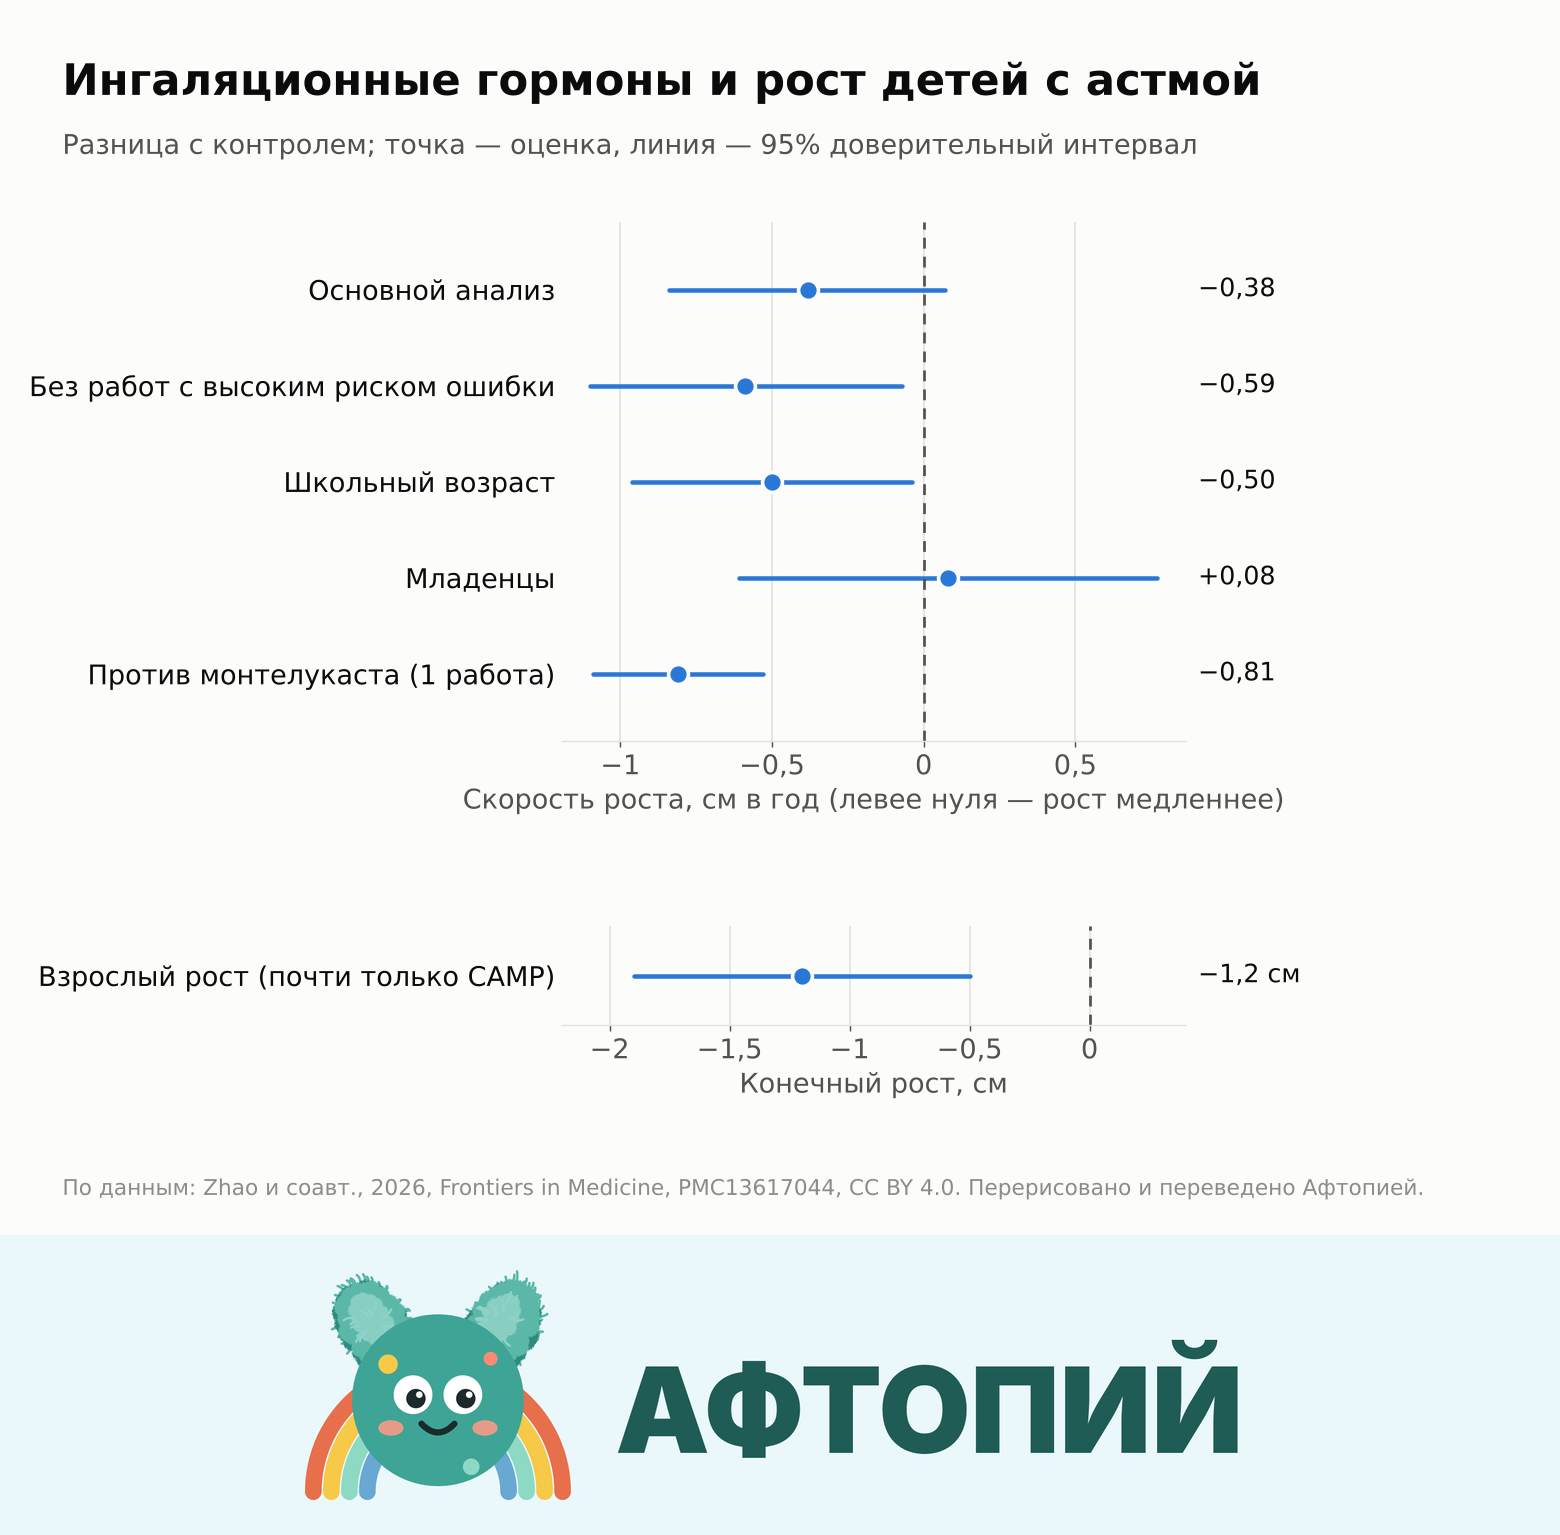 Ингаляционные гормоны и рост детей с астмой
Разница с контролем; точка — оценка, линия — 95% доверительный интервал
Основной анализ −0,38
Без работ с высоким риском ошибки −0,59
Школьный возраст −0,50
Младенцы +0,08
Против монтелукаста (1 работа) −0,81
−1 −0,5 0 0,5
Скорость роста, см в год (левее нуля — рост медленнее)
Взрослый рост (почти только CAMP) −1,2 см
−2 −1,5 −1 −0,5 0
Конечный рост, см
По данным: Zhao и соавт., 2026, Frontiers in Medicine, PMC13617044, CC BY 4.0. Перерисовано и переведено Афтопией.
АФТОПИЙ